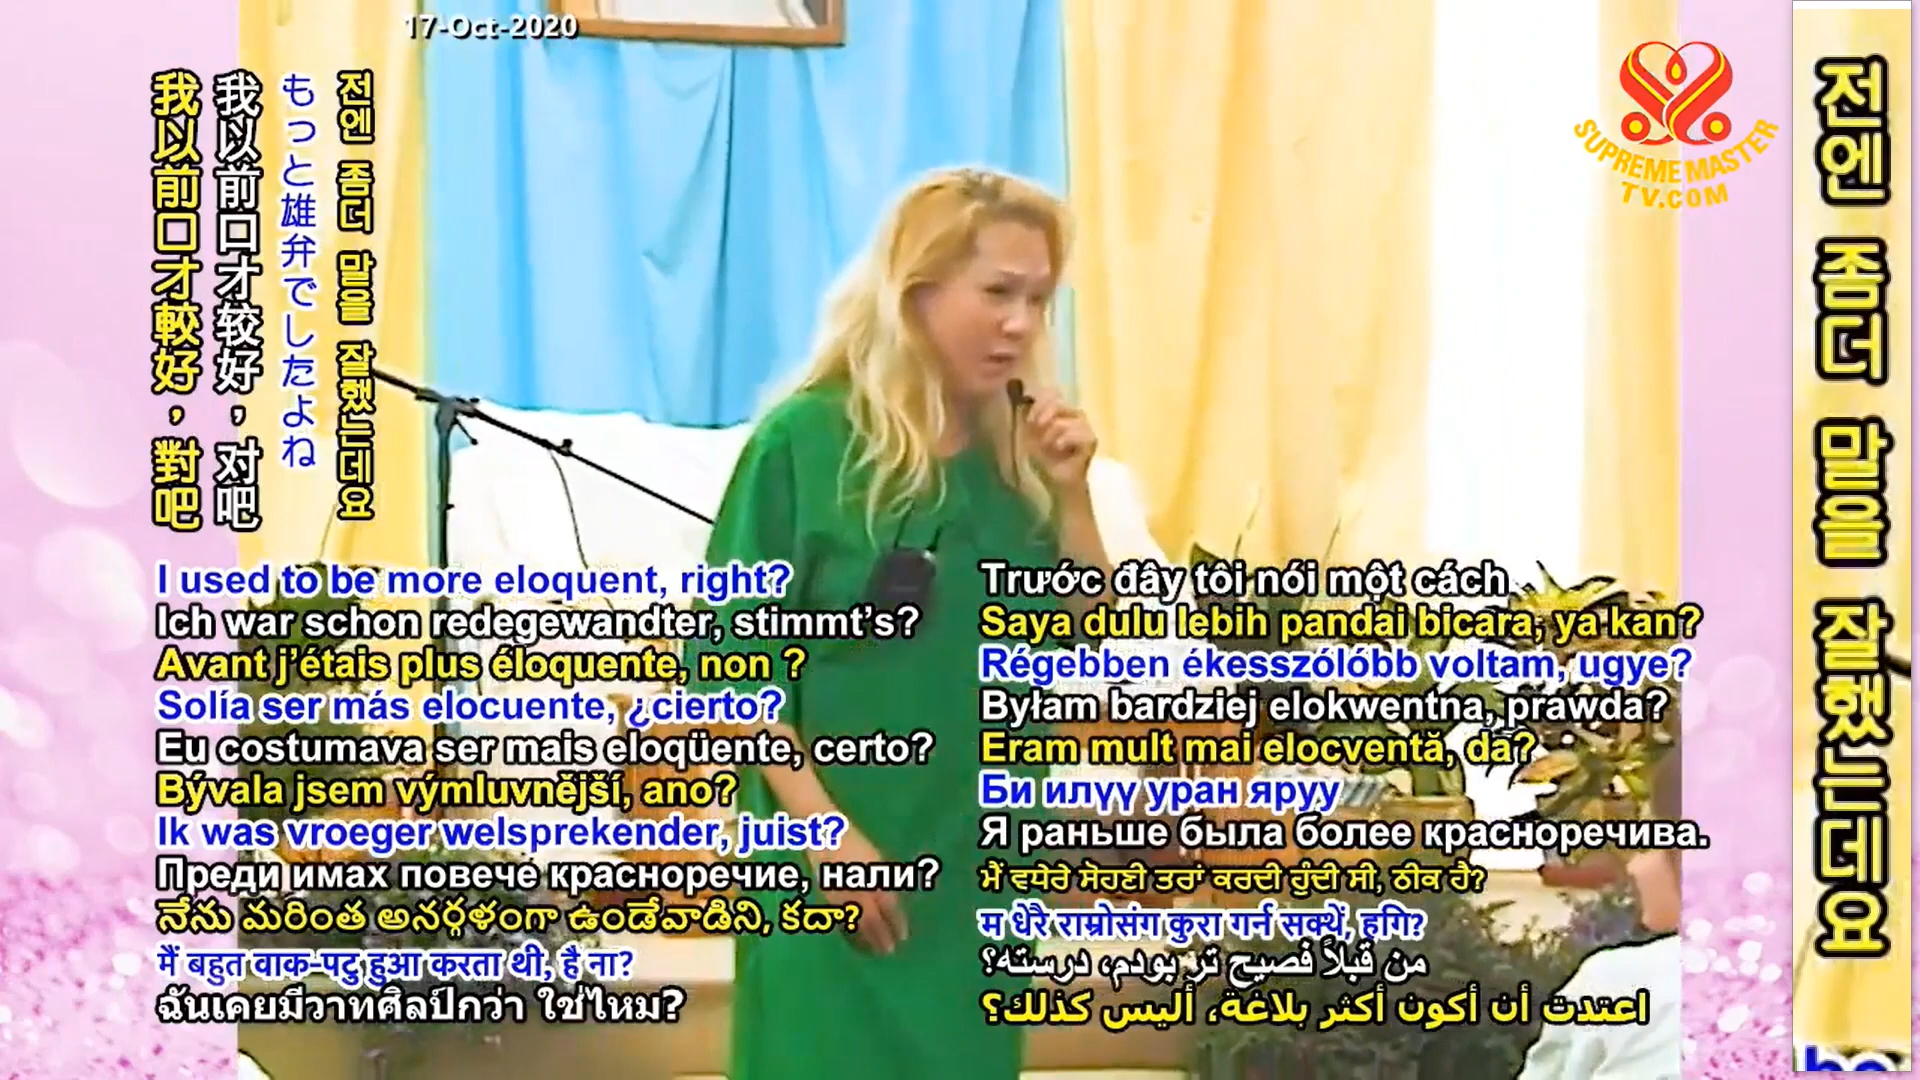 17-Oct-2020
SUPREME MASTER
TV.COM
전엔 좀더 말을 잘했는데요
もっと雄弁でしたよね
我以前口才较好，对吧
我以前口才較好，對吧
I used to be more eloquent, right?
Ich war schon redegewandter, stimmt’s?
Avant j’étais plus éloquente, non ?
Solía ser más elocuente, ¿cierto?
Eu costumava ser mais eloqüente, certo?
Bývala jsem výmluvnější, ano?
Ik was vroeger welsprekender, juist?
Преди имах повече красноречие, нали?
నేను మరింత అనర్గళంగా ఉండేవాడిని, కదా?
मैं बहुत वाक-पटु हुआ करता थी, है ना?
ฉันเคยมีวาทศิลป์กว่า ใช่ไหม?
Trước đây tôi nói một cách
Saya dulu lebih pandai bicara, ya kan?
Régebben ékesszólóbb voltam, ugye?
Byłam bardziej elokwentna, prawda?
Eram mult mai elocventă, da?
Би илүү уран яруу
Я раньше была более красноречива.
ਮੈਂ ਵਧੇਰੇ ਸੋਹਣੀ ਤਰਾਂ ਕਰਦੀ ਹੁੰਦੀ ਸੀ, ਠੀਕ ਹੈ?
म धेरै राम्रोसंग कुरा गर्न सक्थें, हगि?
من قبلاً فصیح تر بودم، درسته؟
اعتدت أن أكون أكثر بلاغة، أليس كذلك؟
전엔 좀더 말을 잘했는데요